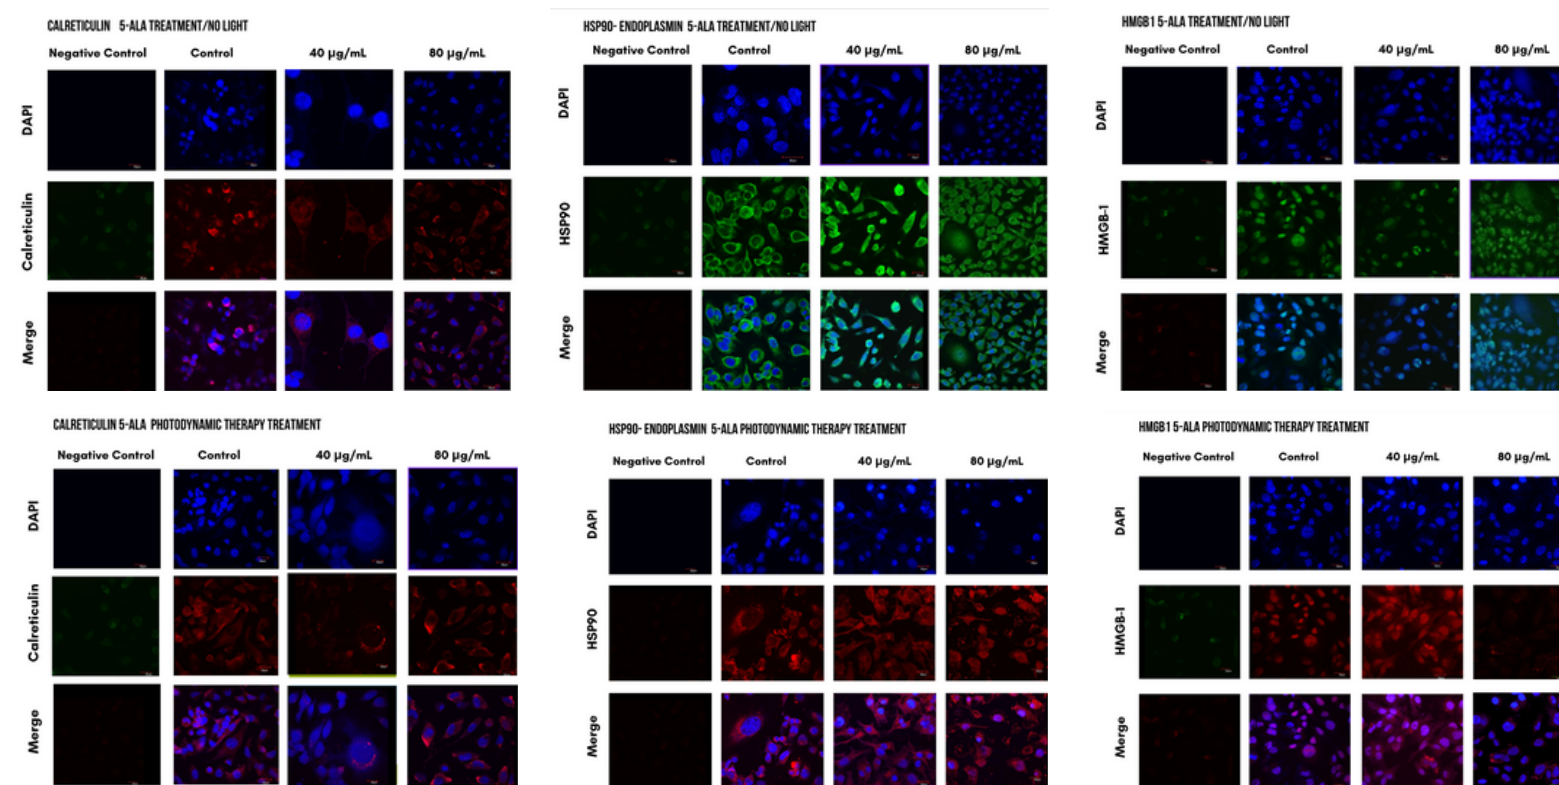 CALRETICULIN 5-ALA TREATMENT/NO LIGHT
Negative Control Control 40 µg/mL 80 µg/mL
DAPI
Calreticulin
Merge
HSP90- ENDOPLASMIN 5-ALA TREATMENT/NO LIGHT
Negative Control Control 40 µg/mL 80 µg/mL
DAPI
HSP90
Merge
HMGB1 5-ALA TREATMENT/NO LIGHT
Negative Control Control 40 µg/mL 80 µg/mL
DAPI
HMGB-1
Merge
CALRETICULIN 5-ALA PHOTODYNAMIC THERAPY TREATMENT
Negative Control Control 40 µg/mL 80 µg/mL
DAPI
Calreticulin
Merge
HSP90- ENDOPLASMIN 5-ALA PHOTODYNAMIC THERAPY TREATMENT
Negative Control Control 40 µg/mL 80 µg/mL
DAPI
HSP90
Merge
HMGB1 5-ALA PHOTODYNAMIC THERAPY TREATMENT
Negative Control Control 40 µg/mL 80 µg/mL
DAPI
HMGB-1
Merge